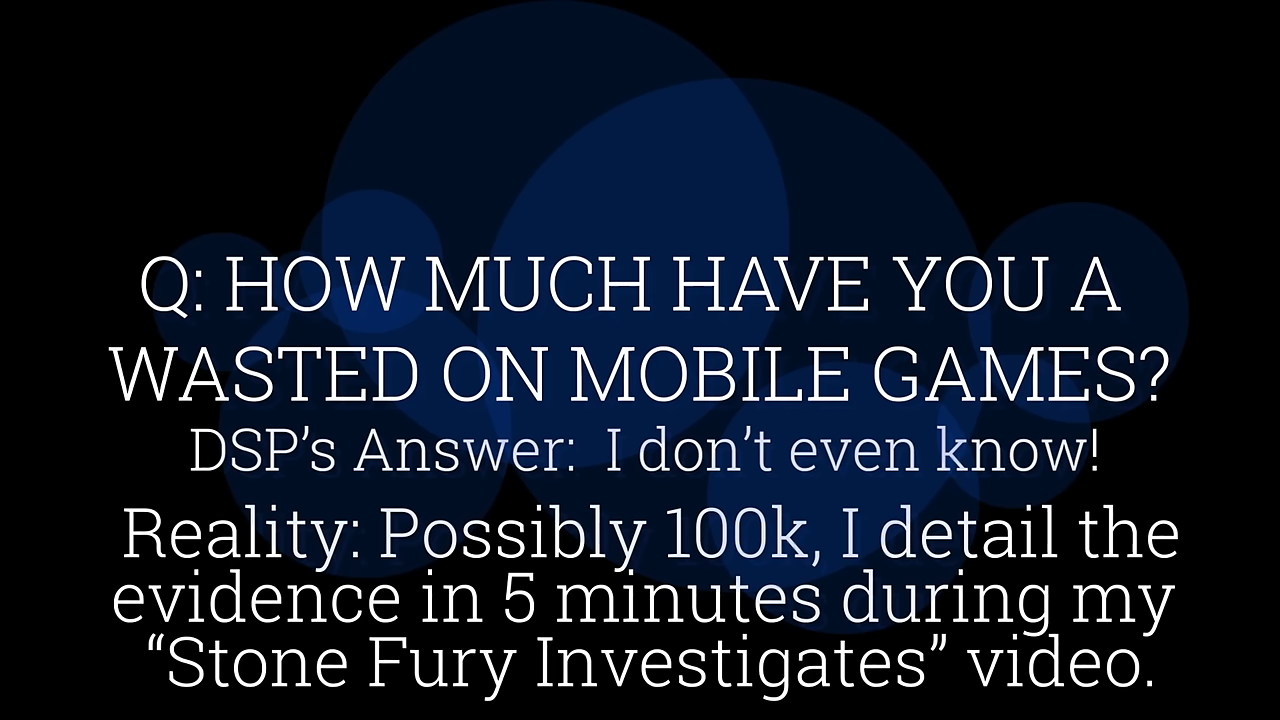 Q: HOW MUCH HAVE YOU A
WASTED ON MOBILE GAMES?
DSP’s Answer:  I don’t even know!
Reality: Possibly 100k, I detail the
evidence in 5 minutes during my
“Stone Fury Investigates” video.